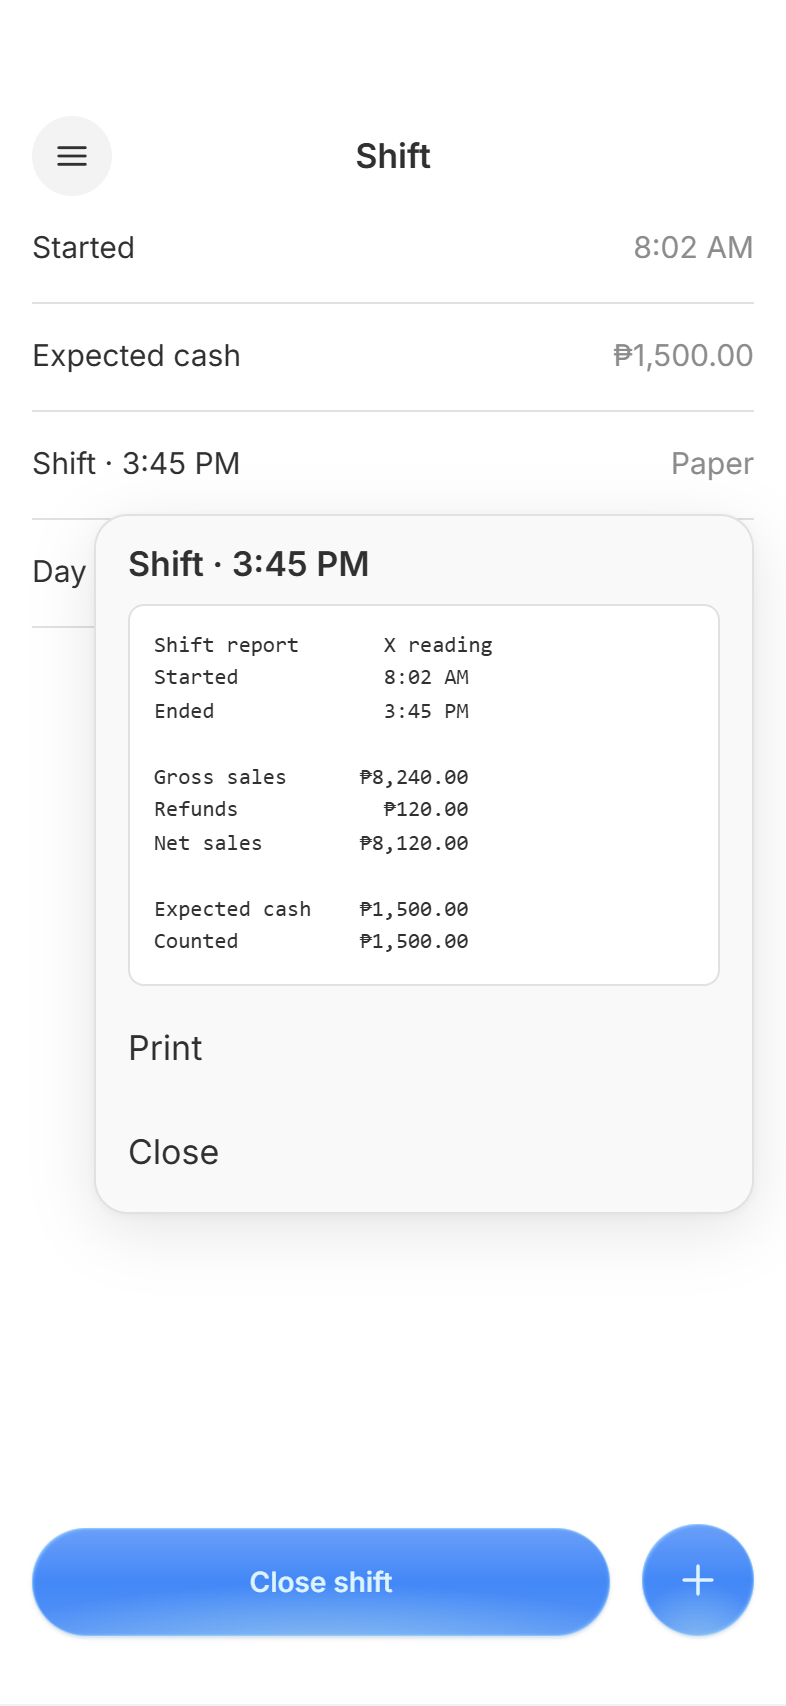 Shift
Started 8:02 AM
Expected cash ₱1,500.00
Shift · 3:45 PM Paper
Day
Shift · 3:45 PM
Shift report X reading
Started 8:02 AM
Ended 3:45 PM
Gross sales ₱8,240.00
Refunds ₱120.00
Net sales ₱8,120.00
Expected cash ₱1,500.00
Counted ₱1,500.00
Print
Close
Close shift